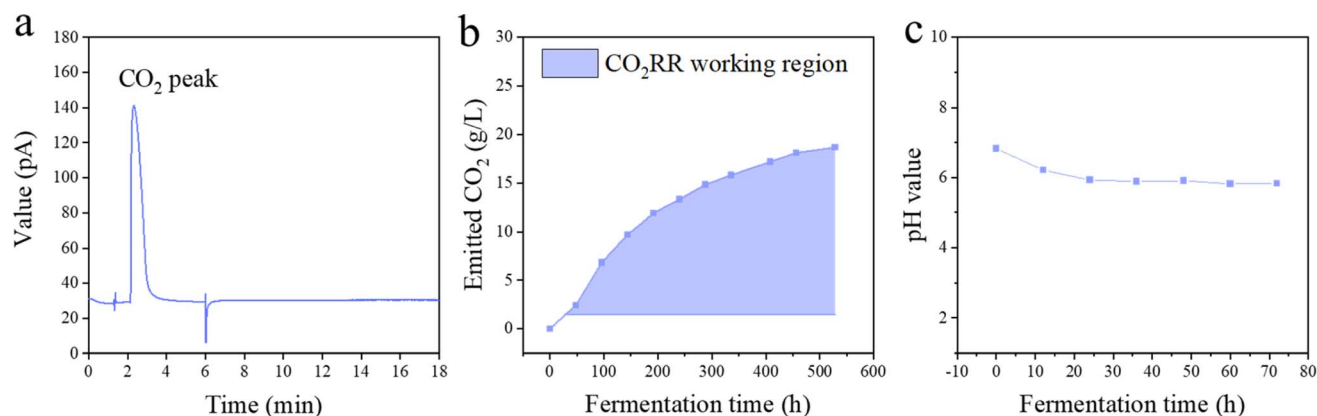 a
180
160
140
120
100
80
60
40
20
0
Value (pA)
CO₂ peak
0 2 4 6 8 10 12 14 16 18
Time (min)
b
30
25
20
15
10
5
0
Emitted CO₂ (g/L)
CO₂RR working region
0 100 200 300 400 500 600
Fermentation time (h)
c
10
8
6
4
2
pH value
-10 0 10 20 30 40 50 60 70 80
Fermentation time (h)